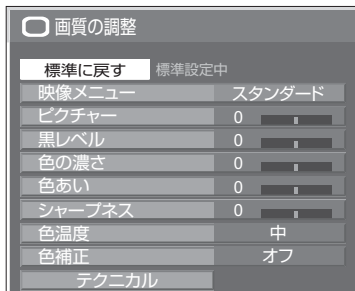 画質の調整
標準に戻す 標準設定中
映像メニュー スタンダード
ピクチャー 0
黒レベル 0
色の濃さ 0
色あい 0
シャープネス 0
色温度 中
色補正 オフ
テクニカル